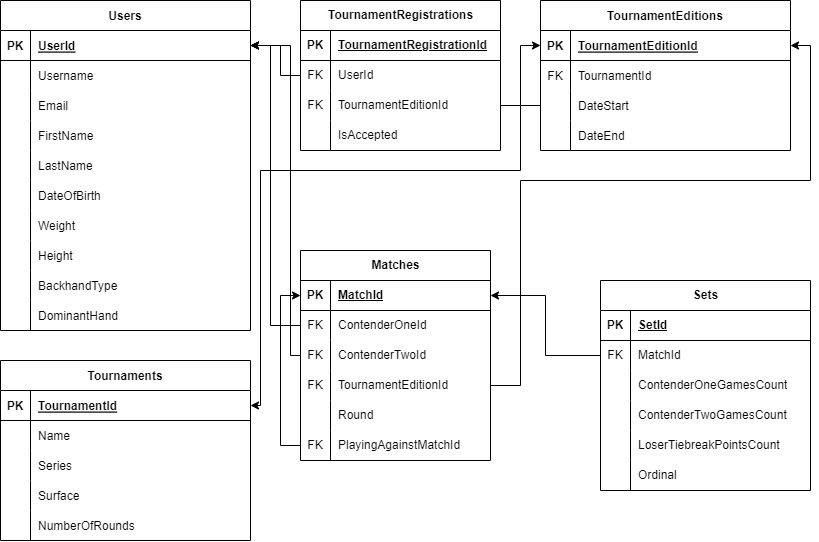 Users
PK UserId
Username
Email
FirstName
LastName
DateOfBirth
Weight
Height
BackhandType
DominantHand
TournamentRegistrations
PK TournamentRegistrationId
FK UserId
FK TournamentEditionId
IsAccepted
TournamentEditions
PK TournamentEditionId
FK TournamentId
DateStart
DateEnd
Tournaments
PK TournamentId
Name
Series
Surface
NumberOfRounds
Matches
PK MatchId
FK ContenderOneId
FK ContenderTwoId
FK TournamentEditionId
Round
FK PlayingAgainstMatchId
Sets
PK SetId
FK MatchId
ContenderOneGamesCount
ContenderTwoGamesCount
LoserTiebreakPointsCount
Ordinal